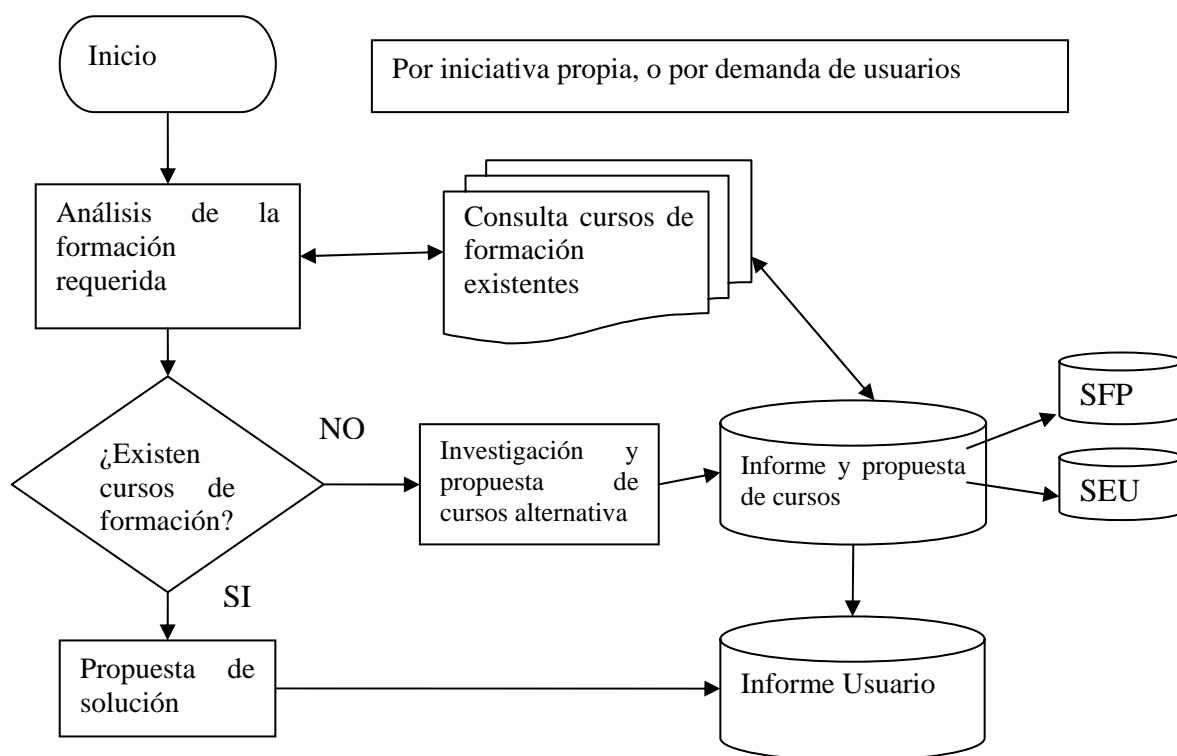 Inicio
Por iniciativa propia, o por demanda de usuarios
Análisis de la
formación
requerida
Consulta cursos de
formación
existentes
¿Existen
cursos de
formación?
NO
Investigación y
propuesta de
cursos alternativa
Informe y propuesta
de cursos
SFP
SEU
SI
Propuesta de
solución
Informe Usuario